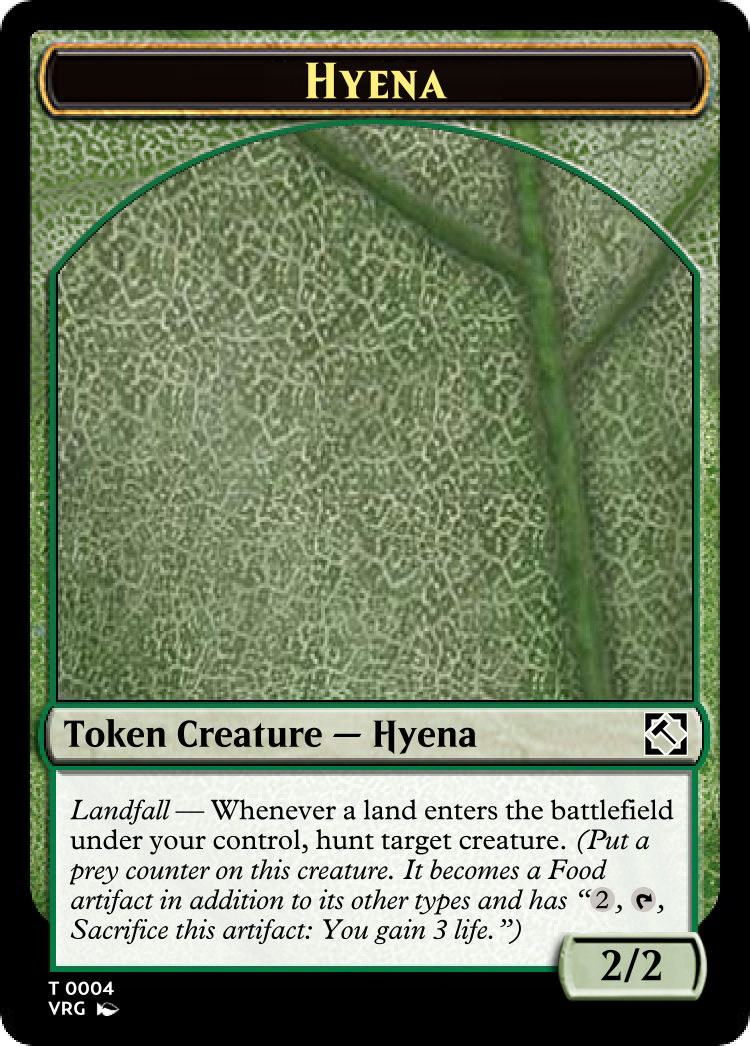 Hyena
Token Creature — Hyena
Landfall — Whenever a land enters the battlefield
under your control, hunt target creature. (Put a
prey counter on this creature. It becomes a Food
artifact in addition to its other types and has “2, ,
Sacrifice this artifact: You gain 3 life.”)
2/2
T 0004
VRG